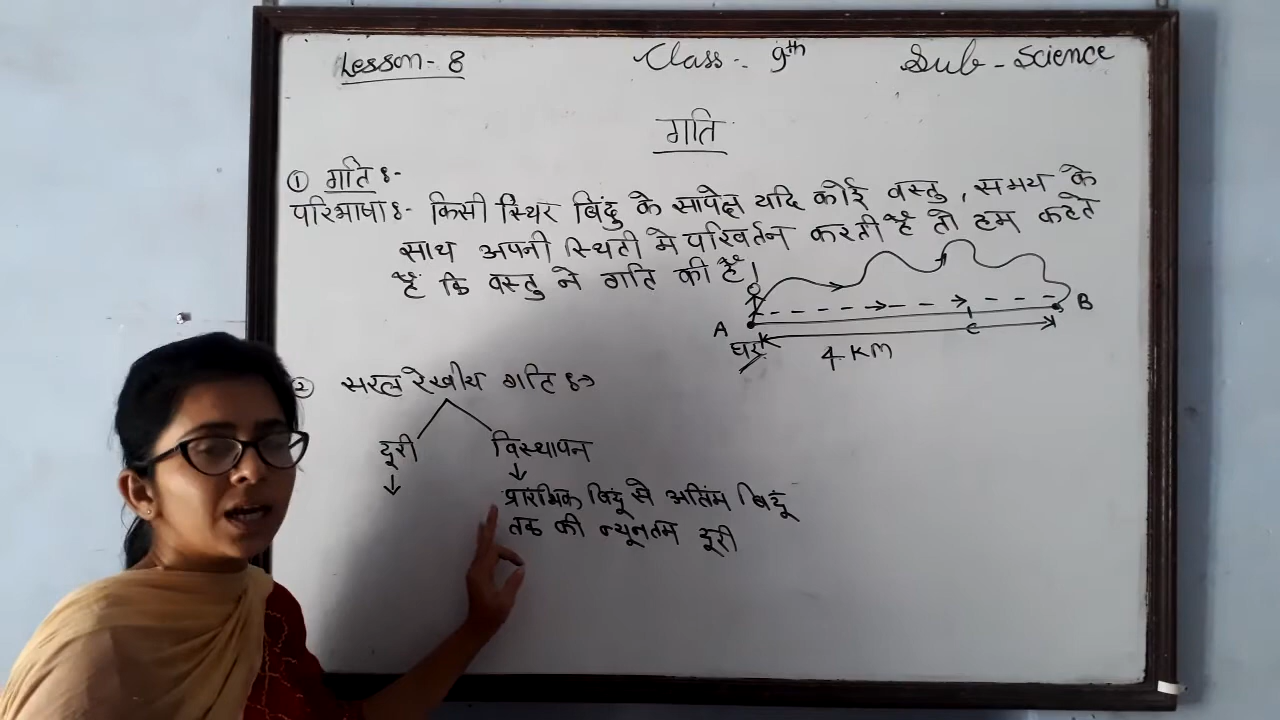 Lesson - 8 Class - 9th Sub - Science
गति
① गति :-
परिभाषा :- किसी स्थिर बिंदु के सापेक्ष यदि कोई वस्तु, समय के
साथ अपनी स्थिटी मे परिवर्तन करती है तो हम कहते
हैं कि वस्तु ने गति की है।
A B
C
घर 4 KM
② सरल रेखीय गति :→
दूरी विस्थापन
प्रारंभिक बिंदू से अतिंम बिंदू
तक की न्यूनतम दूरी